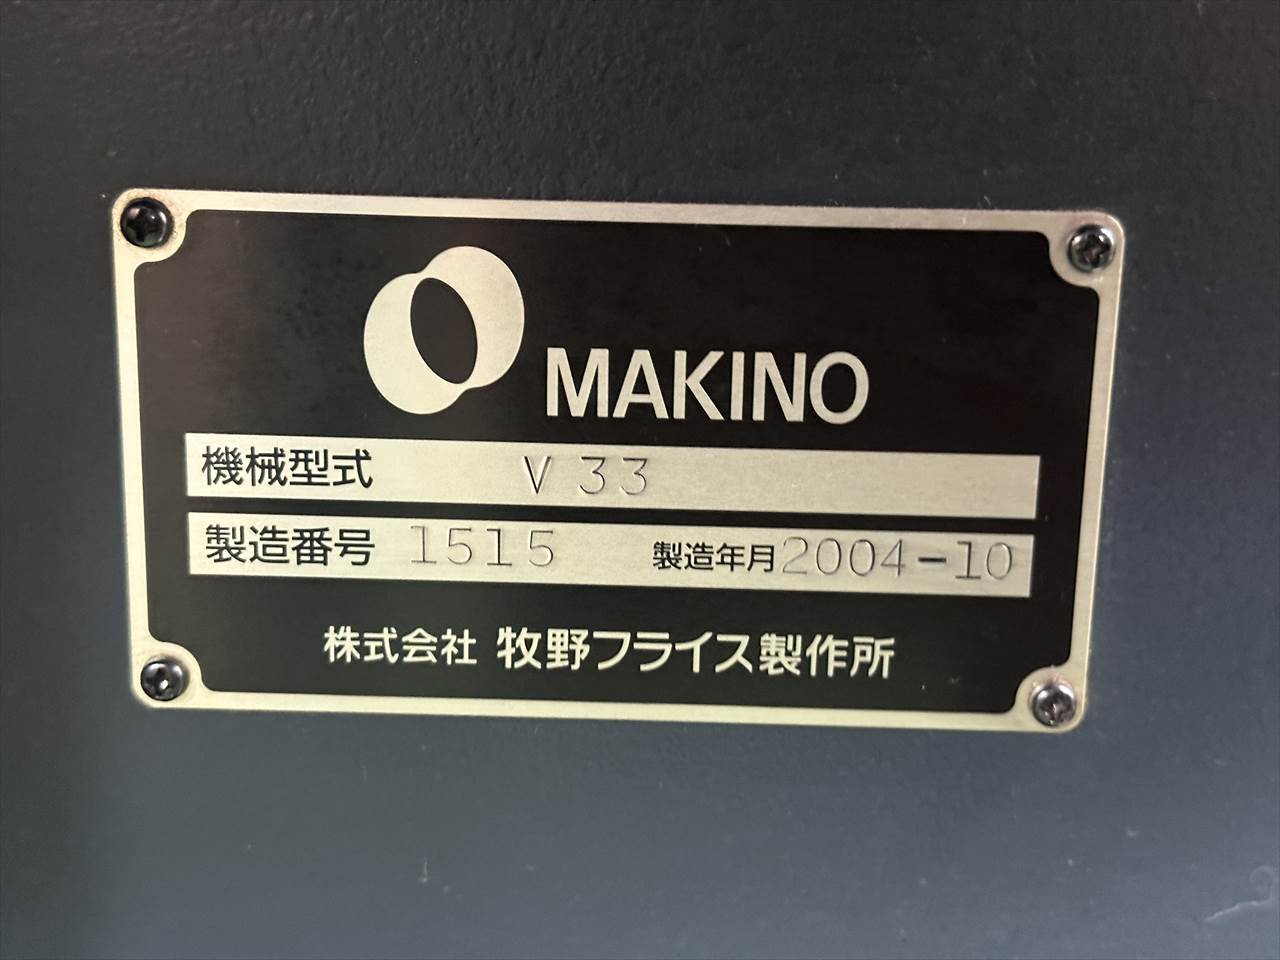 MAKINO
機械型式 V 33
製造番号 1515 製造年月 2004-10
株式会社 牧野フライス製作所